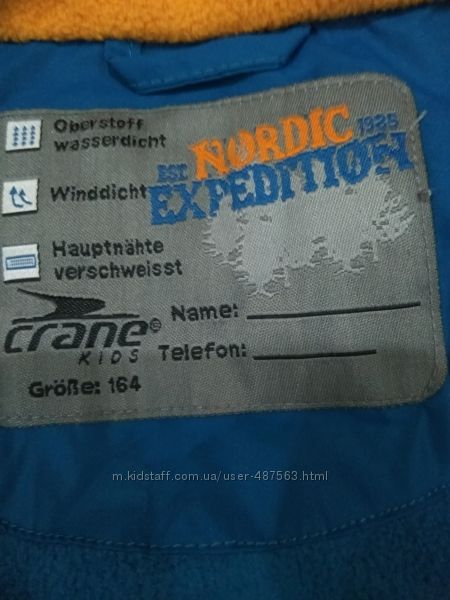 Oberstoff
wasserdicht
Winddicht
Hauptnähte
verschweisst
EST. NORDIC 1935
EXPEDITION
crane®
KIDS
Größe: 164
Name:
Telefon:
m.kidstaff.com.ua/user-487563.html